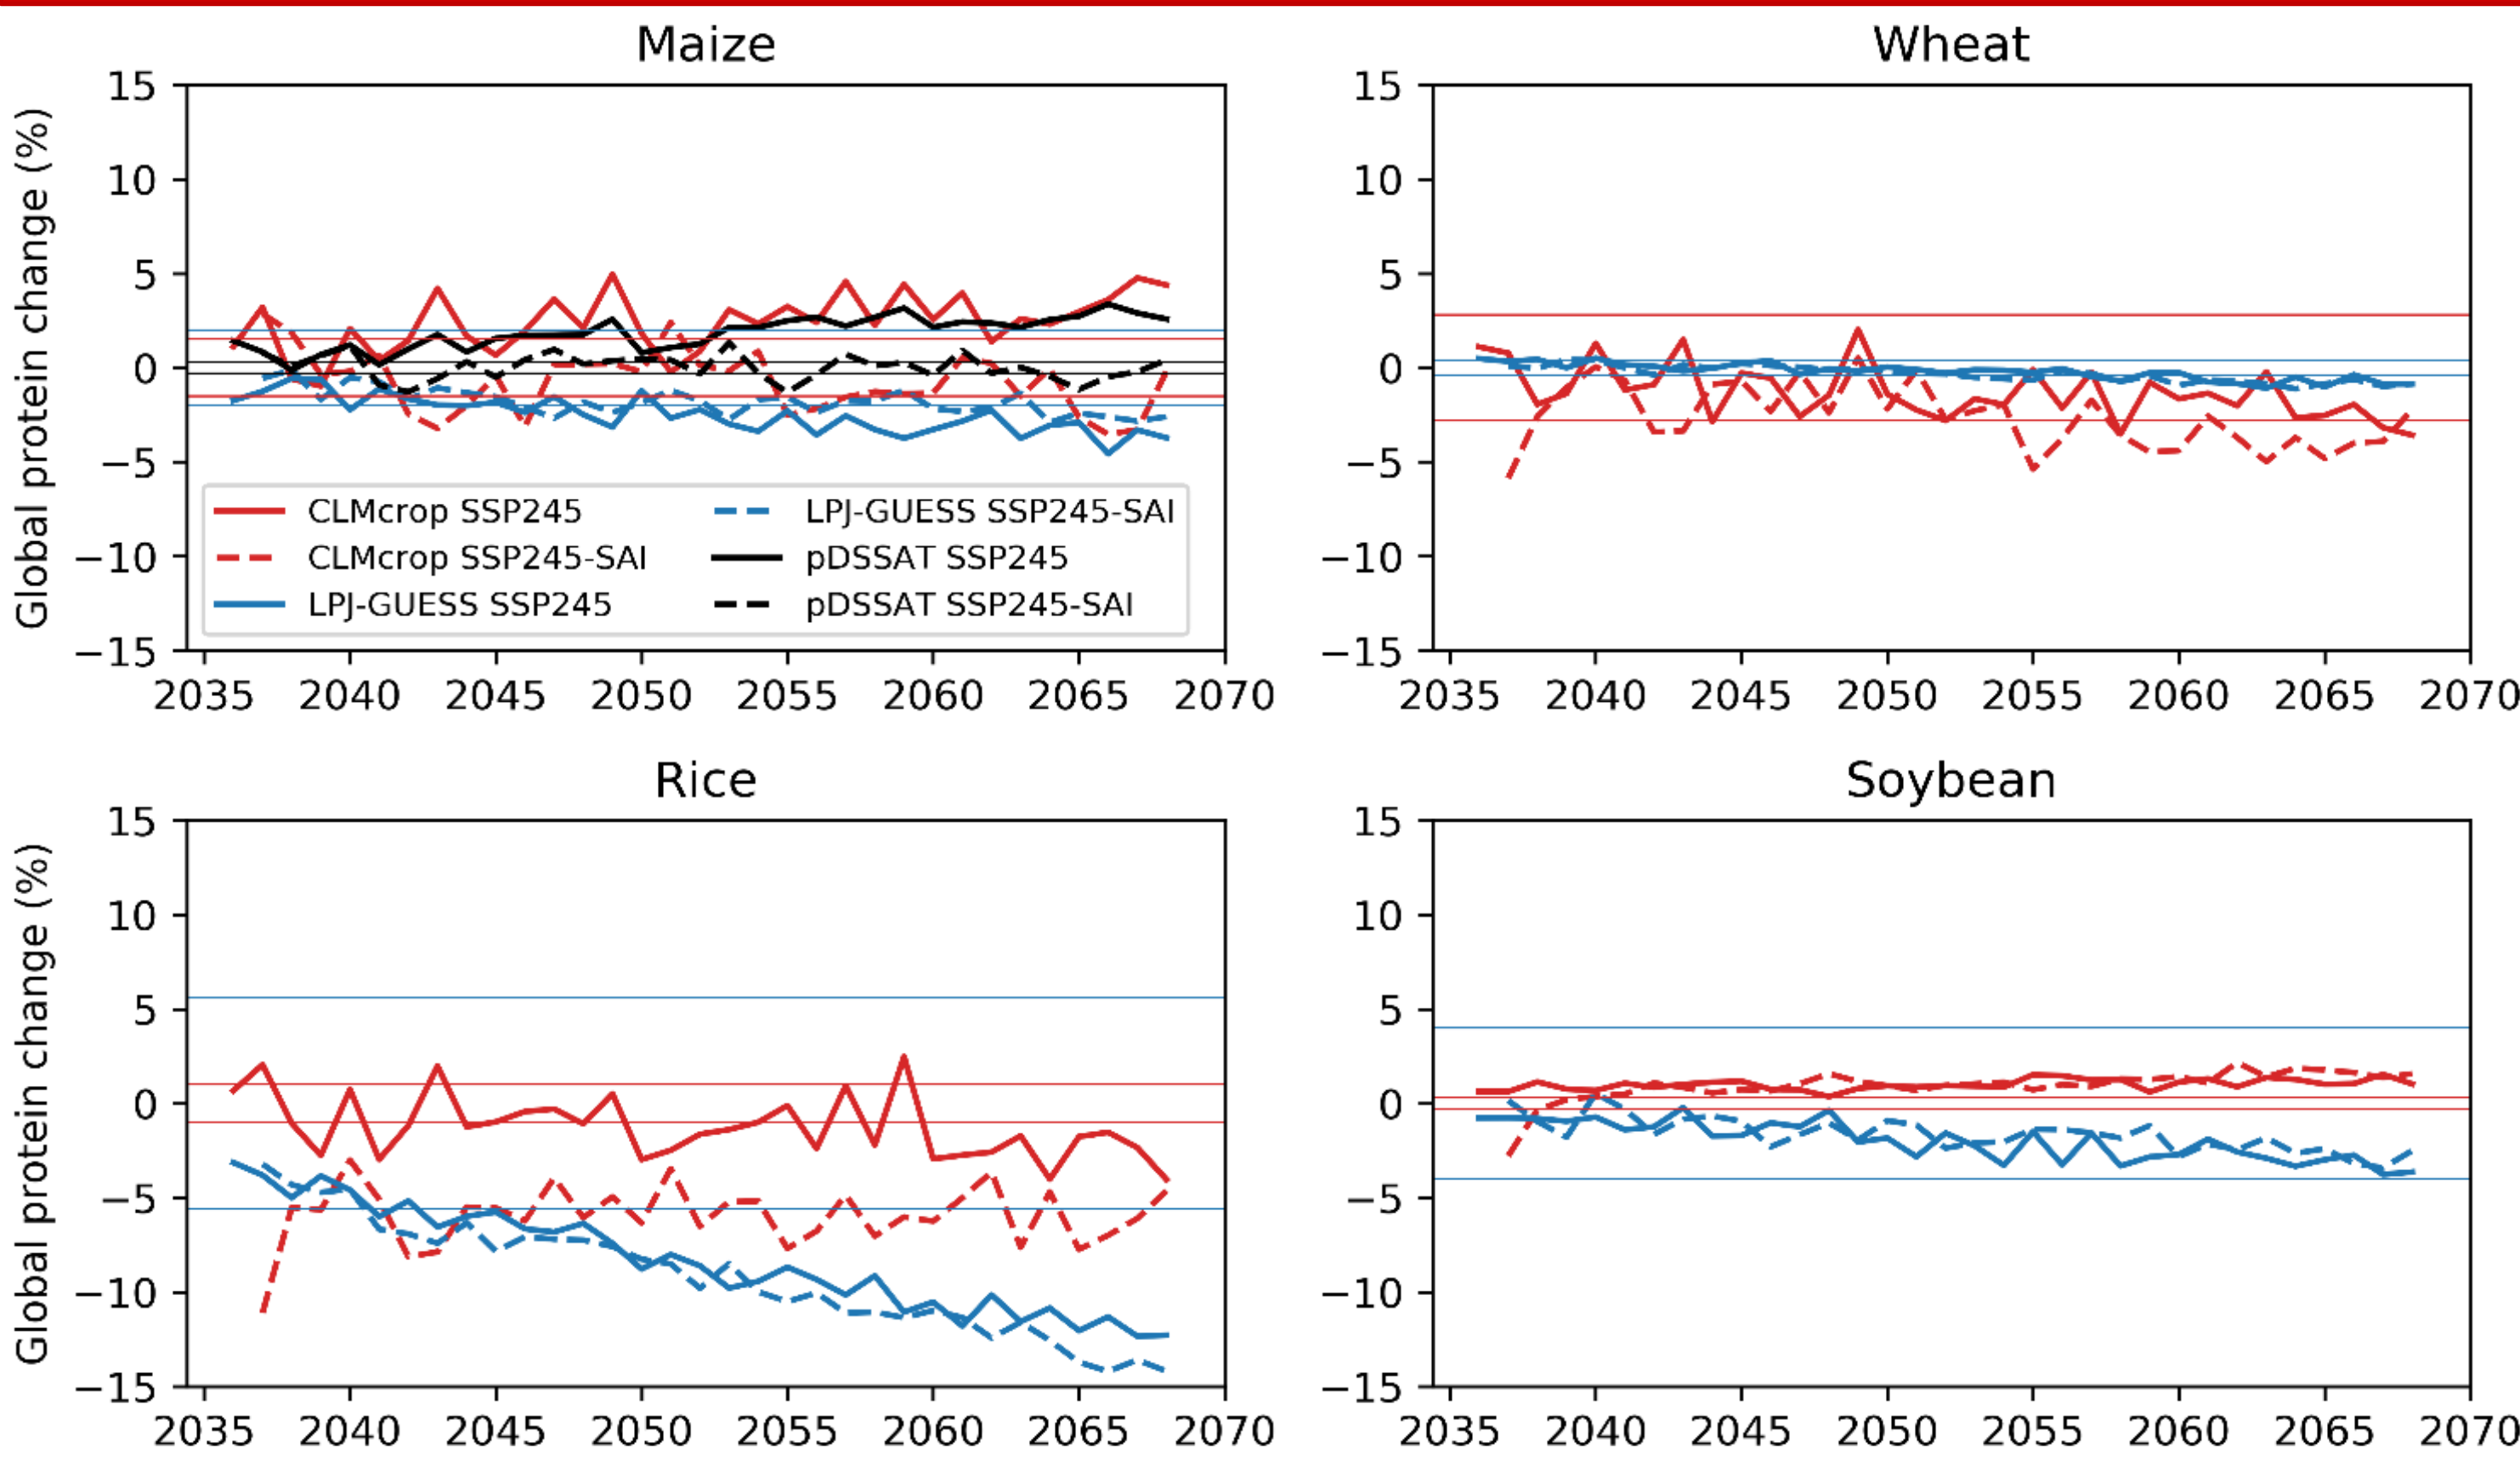 Maize
Global protein change (%)
15
10
5
0
−5
−10
−15
CLMcrop SSP245
CLMcrop SSP245-SAI
LPJ-GUESS SSP245
LPJ-GUESS SSP245-SAI
pDSSAT SSP245
pDSSAT SSP245-SAI
2035 2040 2045 2050 2055 2060 2065 2070
Wheat
15
10
5
0
−5
−10
−15
2035 2040 2045 2050 2055 2060 2065 2070
Rice
Global protein change (%)
15
10
5
0
−5
−10
−15
2035 2040 2045 2050 2055 2060 2065 2070
Soybean
15
10
5
0
−5
−10
−15
2035 2040 2045 2050 2055 2060 2065 2070